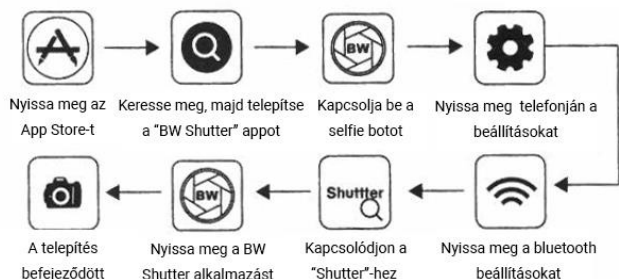 BW
Nyissa meg az
App Store-t
Keresse meg, majd telepítse
a "BW Shutter" appot
Kapcsolja be a
selfie botot
Nyissa meg telefonján a
beállításokat
BW
Shuttter
A telepítés
befejeződött
Nyissa meg a BW
Shutter alkalmazást
Kapcsolódjon a
"Shutter"-hez
Nyissa meg a bluetooth
beállításokat